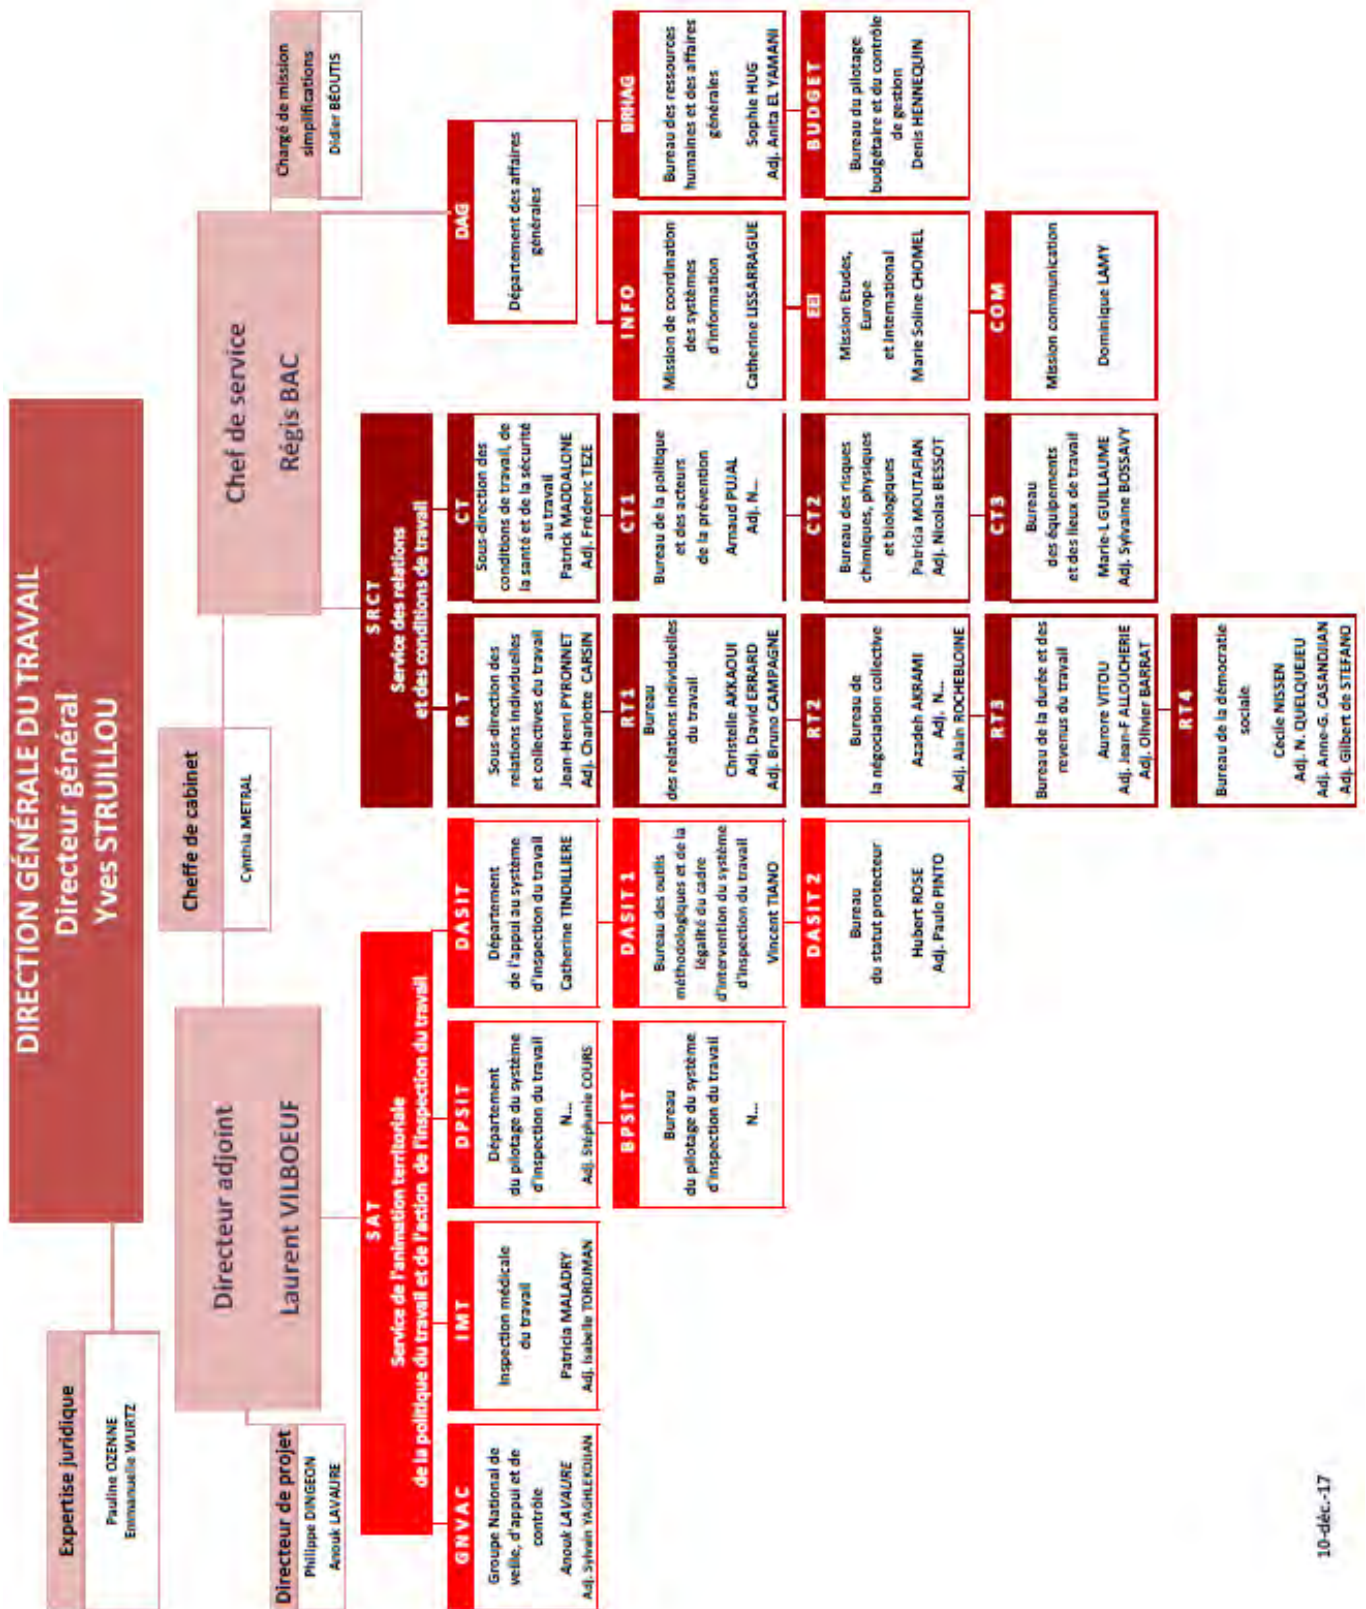 DIRECTION GÉNÉRALE DU TRAVAIL
Directeur général
Yves STRUILLOU
Expertise juridique
Pauline OZENNE
Emmanuelle WURTZ
Cheffe de cabinet
Cynthia METRAL
Directeur adjoint
Laurent VILBOEUF
Chef de service
Régis BAC
Directeur de projet
Philippe DINGEON
Anouk LAVAURE
Chargé de mission
simplifications
Didier BÉOUTIS
SAT
Service de l'animation territoriale
de la politique du travail et de l'action de l'inspection du travail
GNVAC
Groupe National de
veille, d'appui et de
contrôle
Anouk LAVAURE
Adj. Sylvain YAGHLEKDJIAN
IMT
Inspection médicale
du travail
Patricia MALADRY
Adj. Isabelle TORDJMAN
DPSIT
Département
du pilotage du système
d'inspection du travail
N...
Adj. Stéphanie COURS
BPSIT
Bureau
du pilotage du système
d'inspection du travail
N...
DASIT
Département
de l'appui au système
d'inspection du travail
Catherine TINDILLIERE
DASIT 1
Bureau des outils
méthodologiques et de la
légalité du cadre
d'intervention du système
d'inspection du travail
Vincent TIANO
DASIT 2
Bureau
du statut protecteur
Hubert ROSE
Adj. Paulo PINTO
SRCT
Service des relations
et des conditions de travail
RT
Sous-direction des
relations individuelles
et collectives du travail
Jean-Henri PYRONNET
Adj. Charlotte CARSIN
RT1
Bureau
des relations individuelles
du travail
Christelle AKKAOUI
Adj. David ERRARD
Adj. Bruno CAMPAGNE
RT2
Bureau de
la négociation collective
Azadeh AKRAMI
Adj. N...
Adj. Alain ROCHEBLOINE
RT3
Bureau de la durée et des
revenus du travail
Aurore VITOU
Adj. Jean-F ALLOUCHERIE
Adj. Olivier BARRAT
RT4
Bureau de la démocratie
sociale
Cécile NISSEN
Adj. N. QUELQUEJEU
Adj. Anne-G. CASANDJIAN
Adj. Gilbert de STEFANO
CT
Sous-direction des
conditions de travail, de
la santé et de la sécurité
au travail
Patrick MADDALONE
Adj. Fréderic TEZE
CT1
Bureau de la politique
et des acteurs
de la prévention
Arnaud PUJAL
Adj. N...
CT2
Bureau des risques
chimiques, physiques
et biologiques
Patricia MOUTAFIAN
Adj. Nicolas BESSOT
CT3
Bureau
des équipements
et des lieux de travail
Marie-L GUILLAUME
Adj. Sylvaine BOSSAVY
DAG
Département des affaires
générales
INFO
Mission de coordination
des systèmes
d'information
Catherine LISSARRAGUE
Mission Etudes,
Europe
et International
Marie Soline CHOMEL
COM
Mission communication
Dominique LAMY
BRHAG
Bureau des ressources
humaines et des affaires
générales
Sophie HUG
Adj. Anita EL YAMANI
BUDGET
Bureau du pilotage
budgétaire et du contrôle
de gestion
Denis HENNEQUIN
10-déc.-17